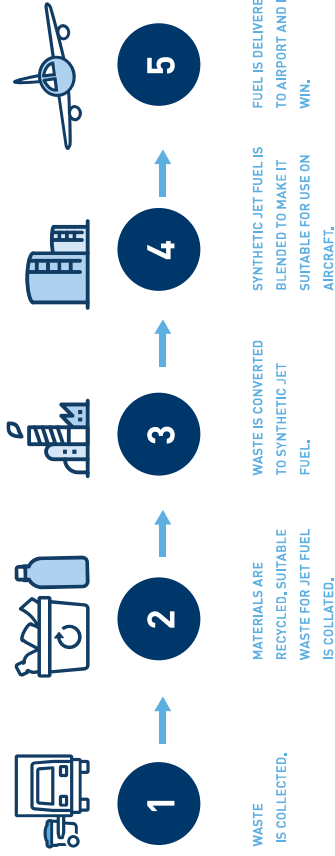 1
WASTE
IS COLLECTED.
2
MATERIALS ARE
RECYCLED, SUITABLE
WASTE FOR JET FUEL
IS COLLATED.
3
WASTE IS CONVERTED
TO SYNTHETIC JET
FUEL.
4
SYNTHETIC JET FUEL IS
BLENDED TO MAKE IT
SUITABLE FOR USE ON
AIRCRAFT.
5
FUEL IS
TO AIRPORT AND
WIN.